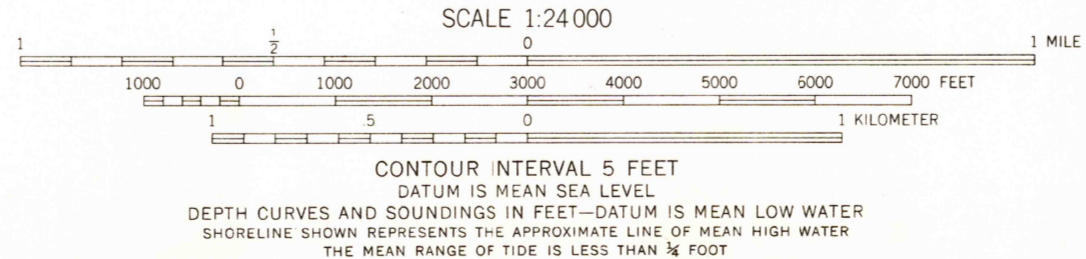 SCALE 1:24 000
1 ½ 0 1 MILE
1000 0 1000 2000 3000 4000 5000 6000 7000 FEET
1 .5 0 1 KILOMETER
CONTOUR INTERVAL 5 FEET
DATUM IS MEAN SEA LEVEL
DEPTH CURVES AND SOUNDINGS IN FEET—DATUM IS MEAN LOW WATER
SHORELINE SHOWN REPRESENTS THE APPROXIMATE LINE OF MEAN HIGH WATER
THE MEAN RANGE OF TIDE IS LESS THAN ¼ FOOT